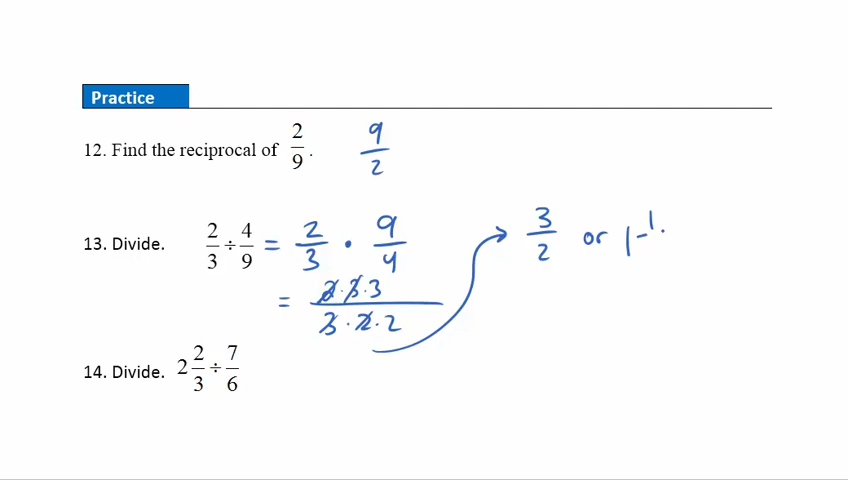 Practice
12. Find the reciprocal of 2/9. 9/2
13. Divide. 2/3 ÷ 4/9 = 2/3 · 9/4
= 2·3·3 / 3·2·2
3/2 or 1 1
14. Divide. 2 2/3 ÷ 7/6